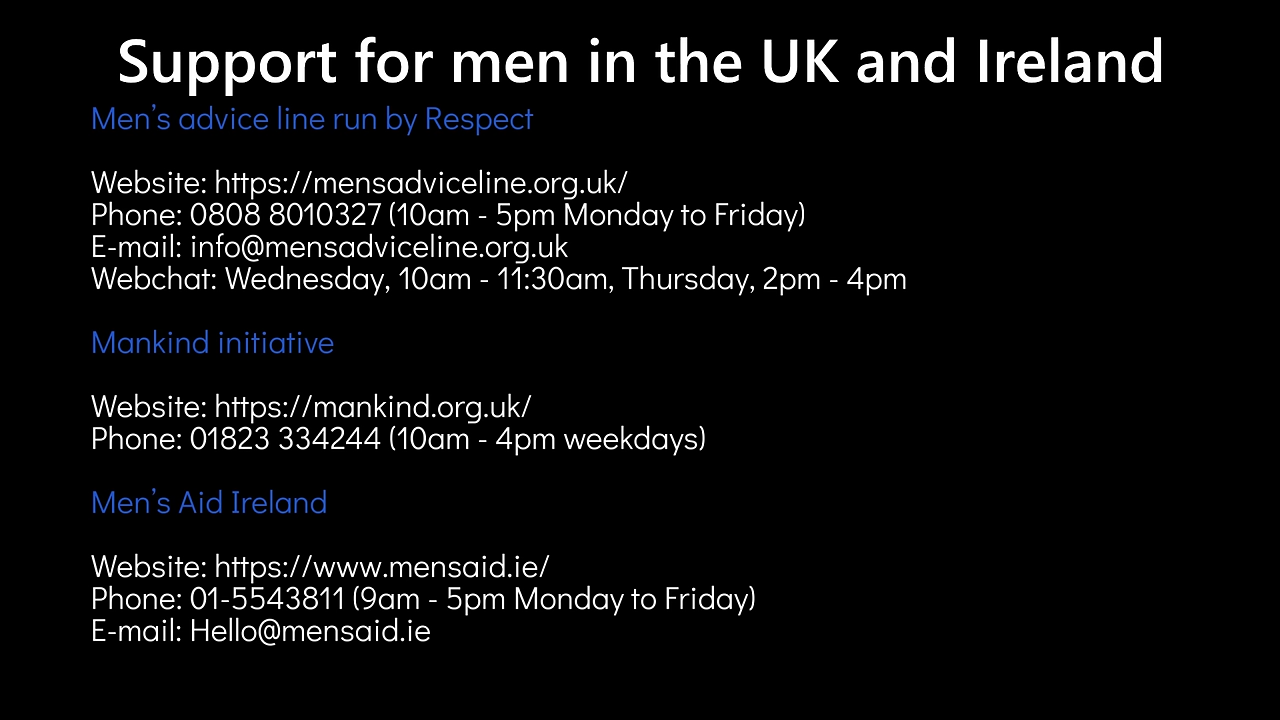 Support for men in the UK and Ireland
Men's advice line run by Respect
Website: https://mensadviceline.org.uk/
Phone: 0808 8010327 (10am - 5pm Monday to Friday)
E-mail: info@mensadviceline.org.uk
Webchat: Wednesday, 10am - 11:30am, Thursday, 2pm - 4pm
Mankind initiative
Website: https://mankind.org.uk/
Phone: 01823 334244 (10am - 4pm weekdays)
Men's Aid Ireland
Website: https://www.mensaid.ie/
Phone: 01-5543811 (9am - 5pm Monday to Friday)
E-mail: Hello@mensaid.ie